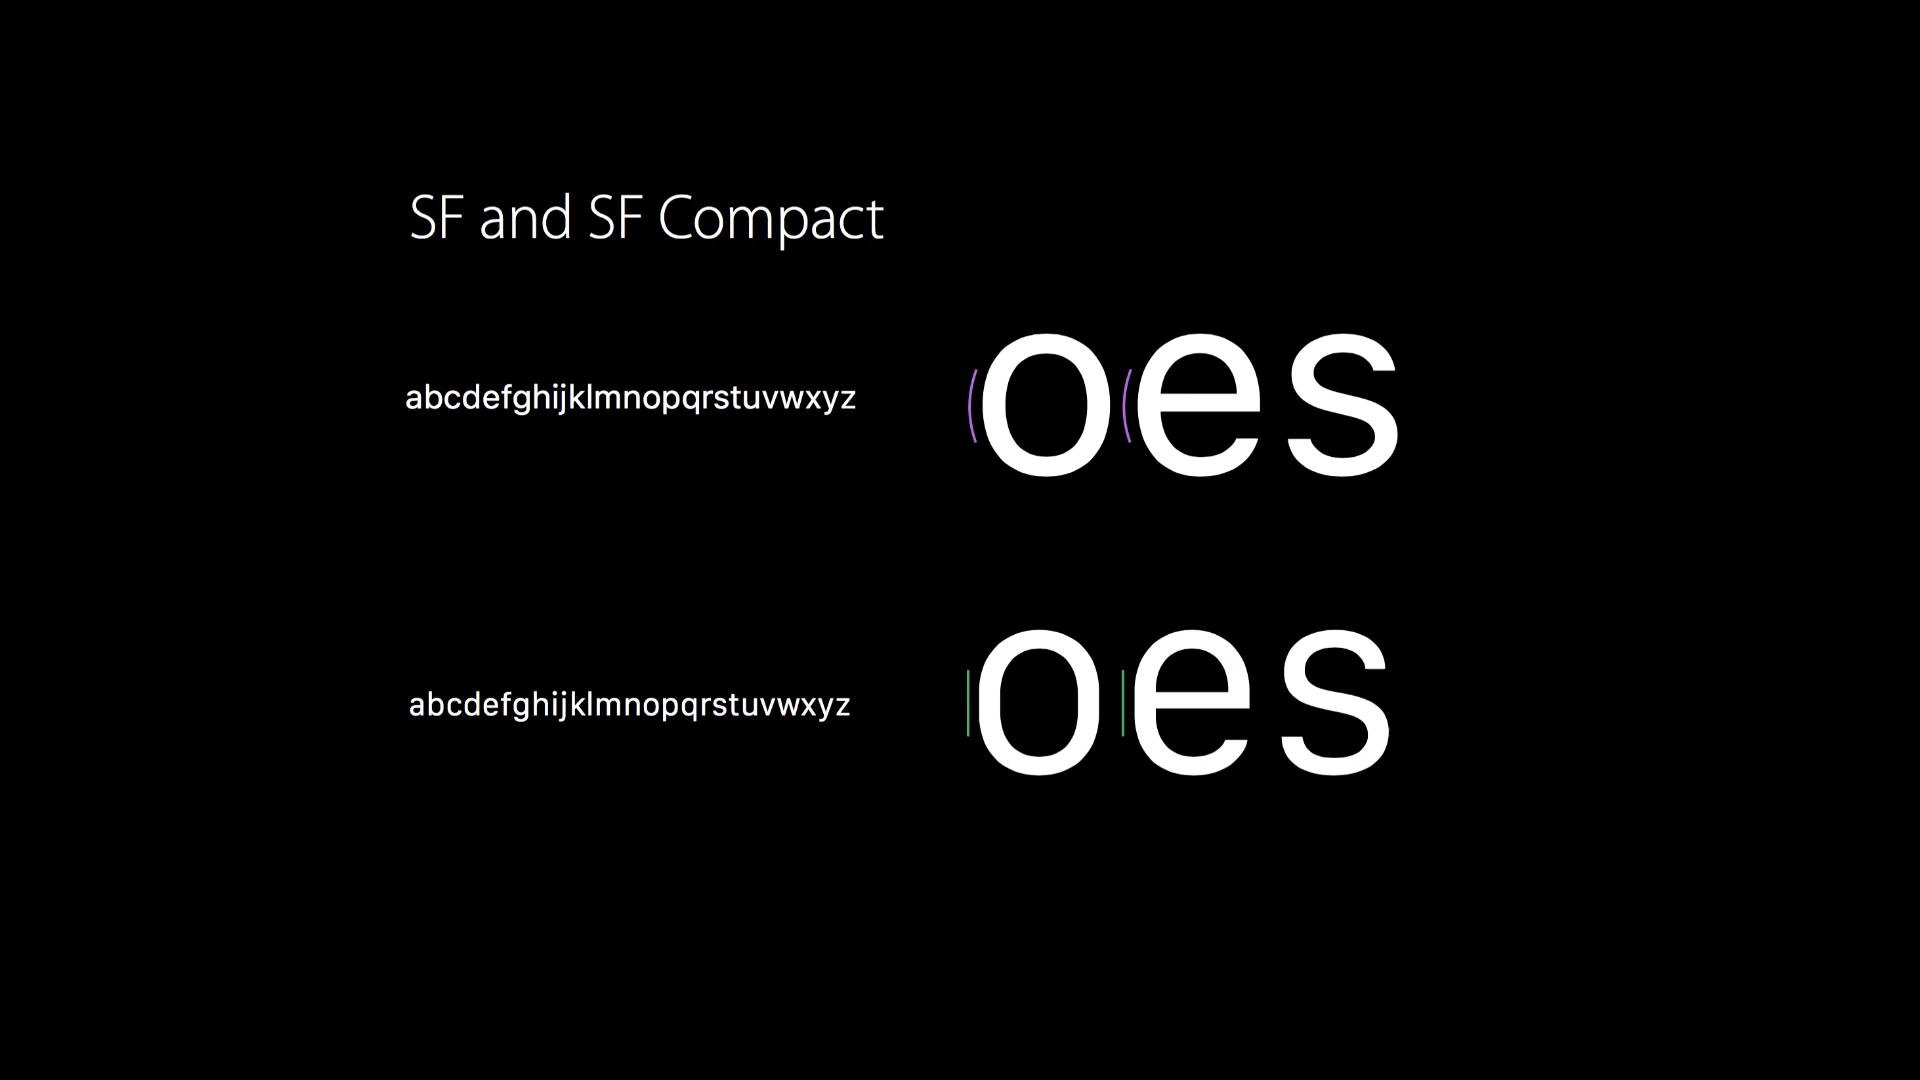 SF and SF Compact
abcdefghijklmnopqrstuvwxyz
oes
abcdefghijklmnopqrstuvwxyz
oes